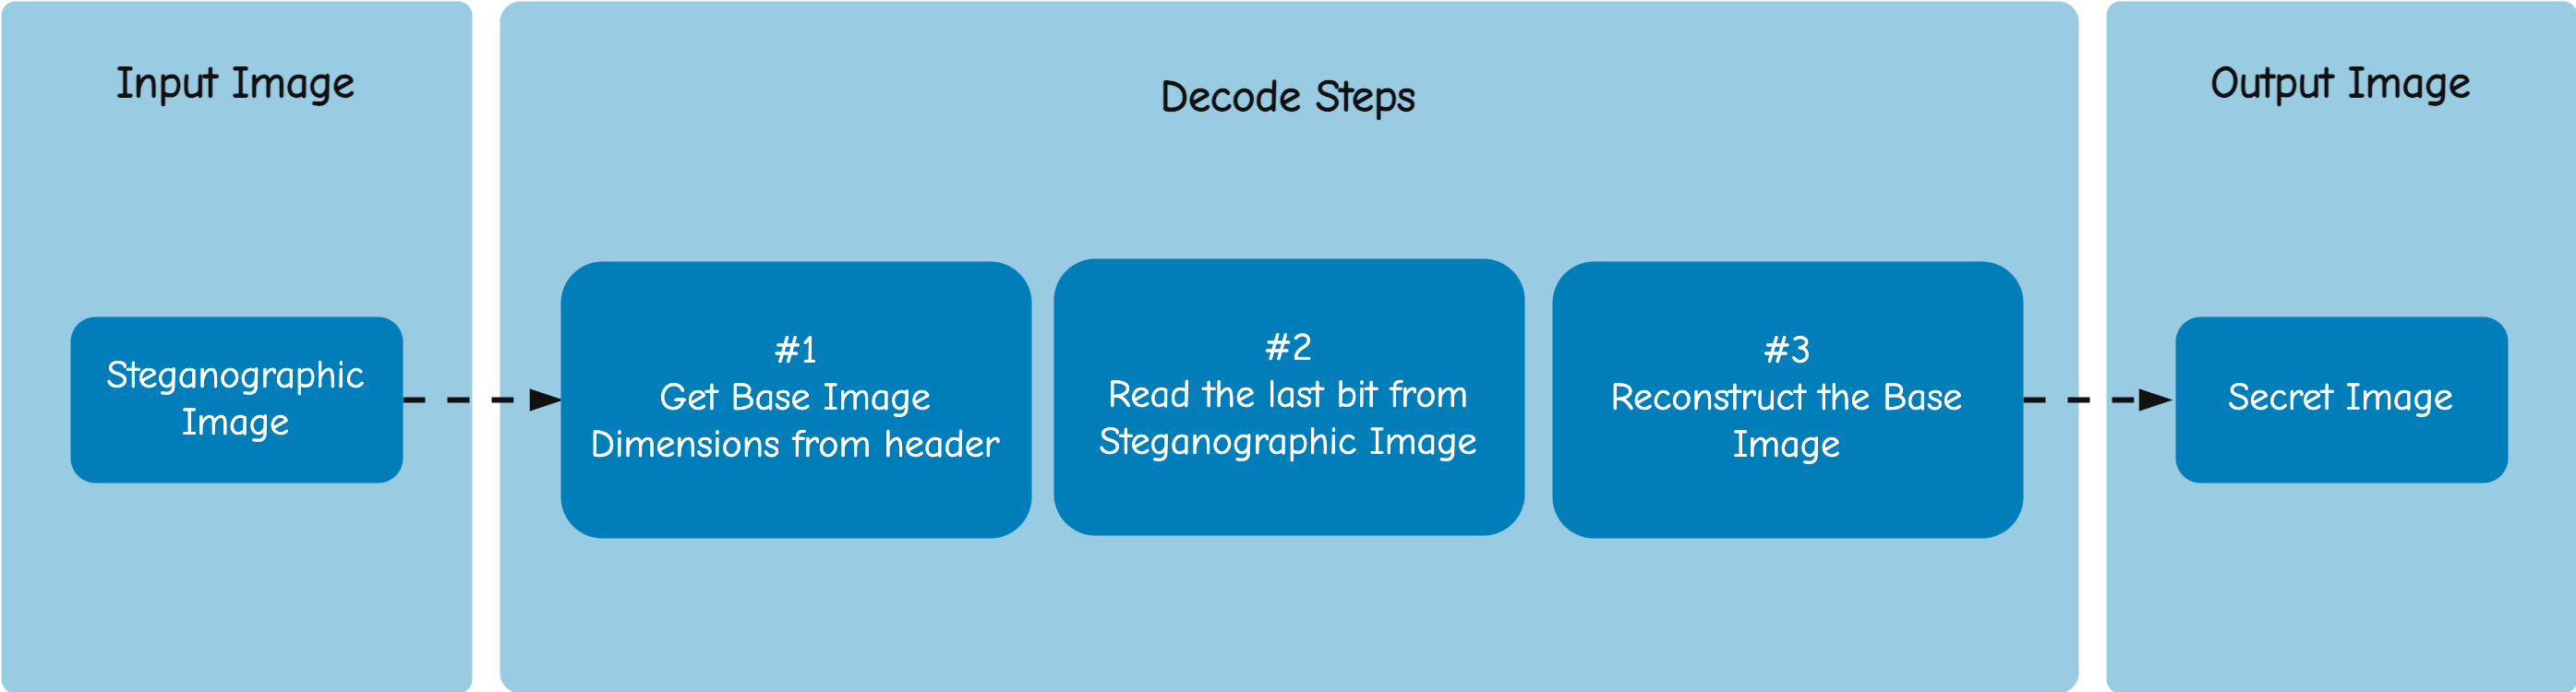 Input Image
Steganographic
Image
Decode Steps
#1
Get Base Image
Dimensions from header
#2
Read the last bit from
Steganographic Image
#3
Reconstruct the Base
Image
Output Image
Secret Image